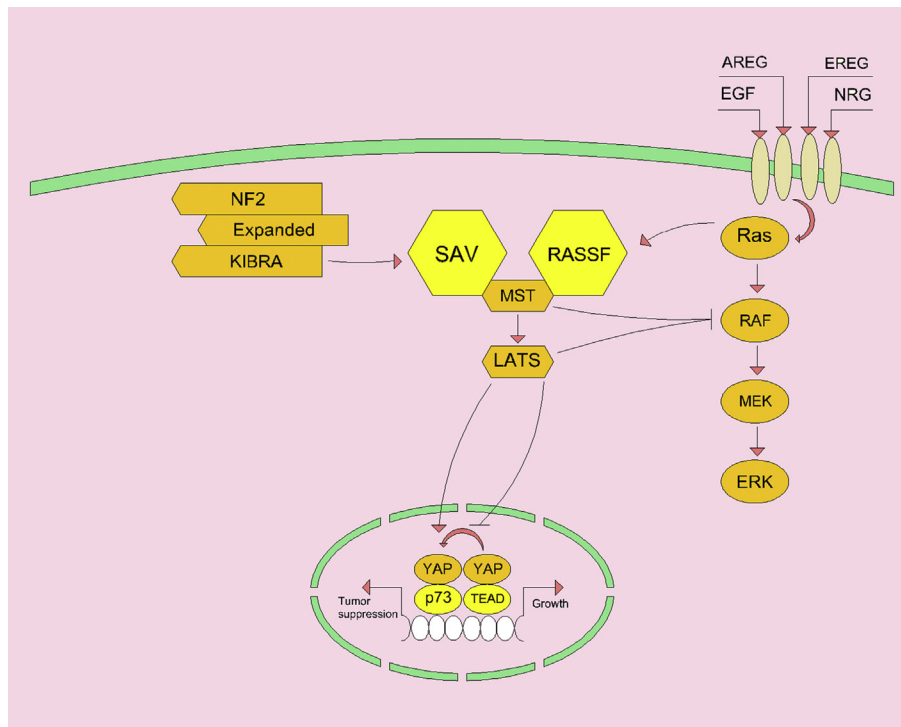 AREG
EREG
EGF
NRG
NF2
Expanded
KIBRA
SAV
RASSF
MST
LATS
Ras
RAF
MEK
ERK
YAP
YAP
p73
TEAD
Tumor
suppression
Growth